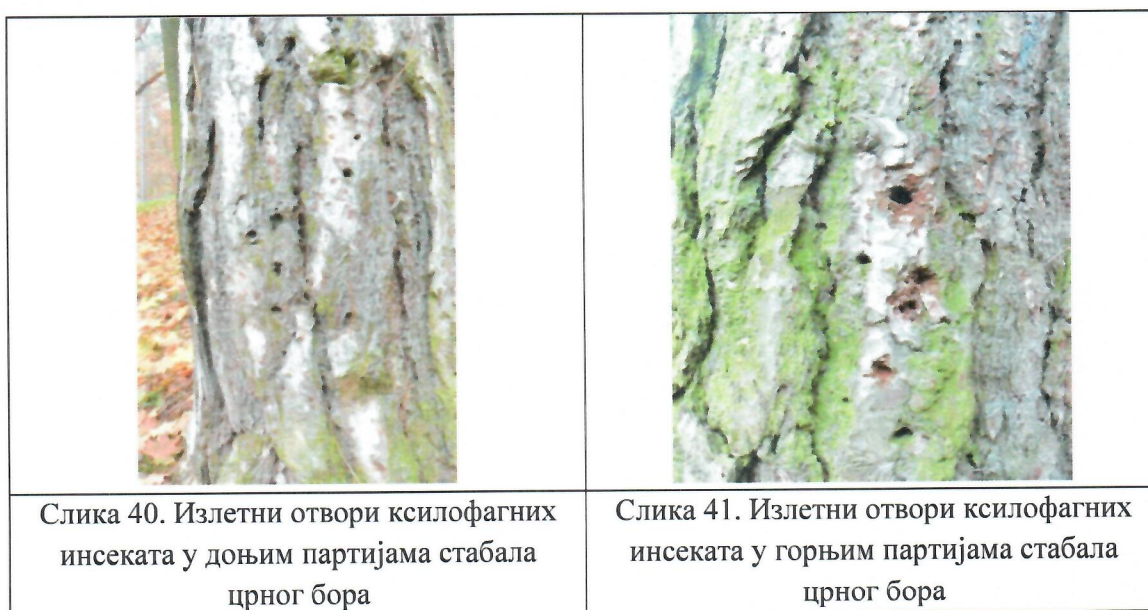 Слика 40. Излетни отвори ксилофагних
инсеката у доњим партијама стабала
црног бора
Слика 41. Излетни отвори ксилофагних
инсеката у горњим партијама стабала
црног бора